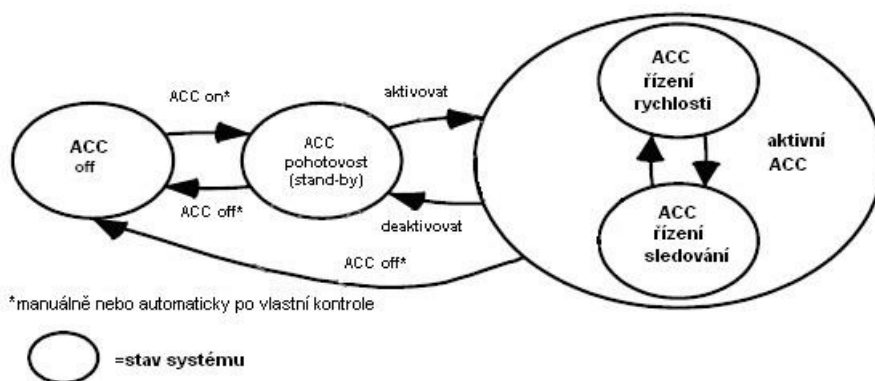 ACC
off
ACC on*
ACC off*
ACC
pohotovost
(stand-by)
aktivovat
deaktivovat
ACC off*
ACC
řízení
rychlosti
aktivní
ACC
ACC
řízení
sledování
*manuálně nebo automaticky po vlastní kontrole
=stav systému